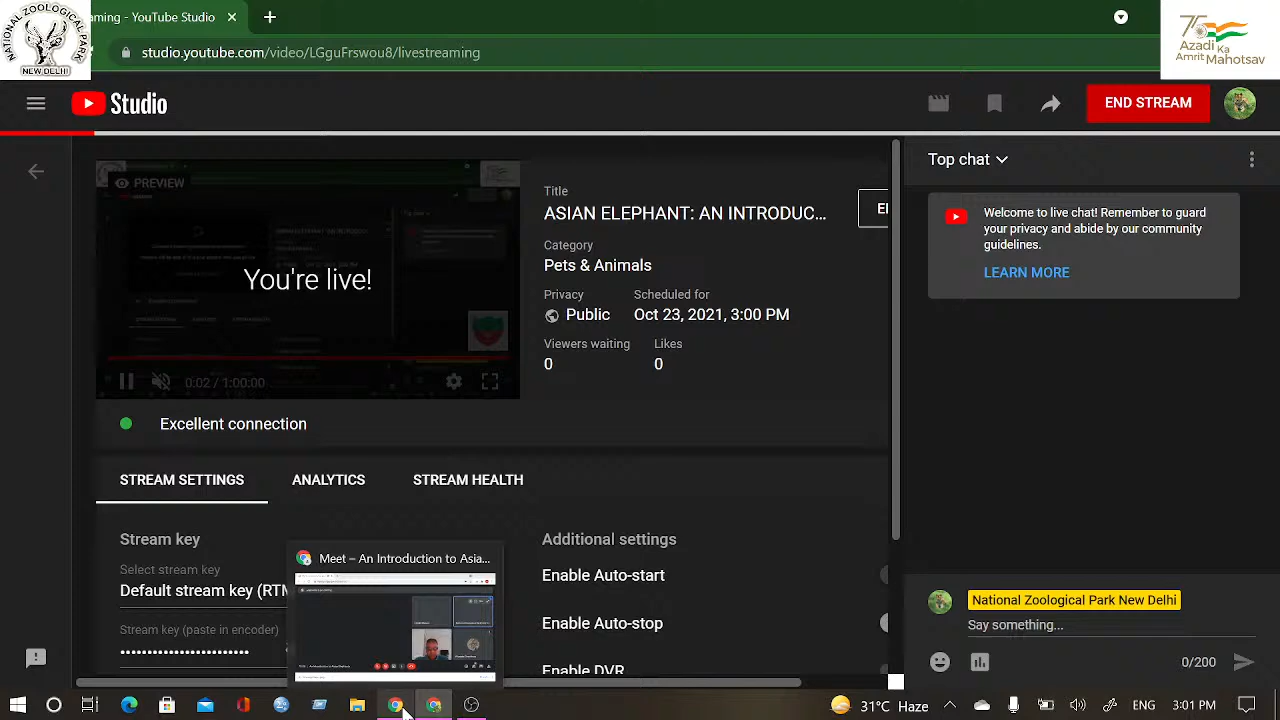 NATIONAL ZOOLOGICAL PARK
NEW DELHI
aming - YouTube Studio
studio.youtube.com/video/LGguFrswou8/livestreaming
75
Azadi Ka
Amrit Mahotsav
Studio
END STREAM
PREVIEW
You're live!
0:02 / 1:00:00
Title
ASIAN ELEPHANT: AN INTRODUC...
Category
Pets & Animals
Privacy
Scheduled for
Public
Oct 23, 2021, 3:00 PM
Viewers waiting
Likes
0
0
Top chat
Welcome to live chat! Remember to guard
your privacy and abide by our community
guidelines.
LEARN MORE
Excellent connection
STREAM SETTINGS
ANALYTICS
STREAM HEALTH
Stream key
Select stream key
Default stream key (RTM
Stream key (paste in encoder)
Meet – An Introduction to Asia...
Additional settings
Enable Auto-start
Enable Auto-stop
Enable DVR
National Zoological Park New Delhi
Say something...
0/200
31°C Haze
ENG
3:01 PM